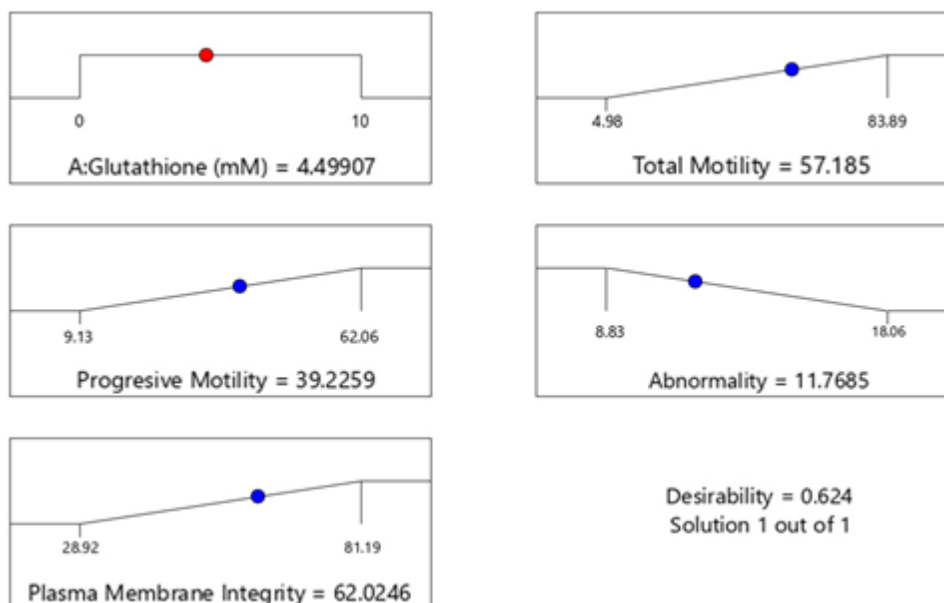 0 10
A:Glutathione (mM) = 4.49907
4.98 83.89
Total Motility = 57.185
9.13 62.06
Progresive Motility = 39.2259
8.83 18.06
Abnormality = 11.7685
28.92 81.19
Plasma Membrane Integrity = 62.0246
Desirability = 0.624
Solution 1 out of 1